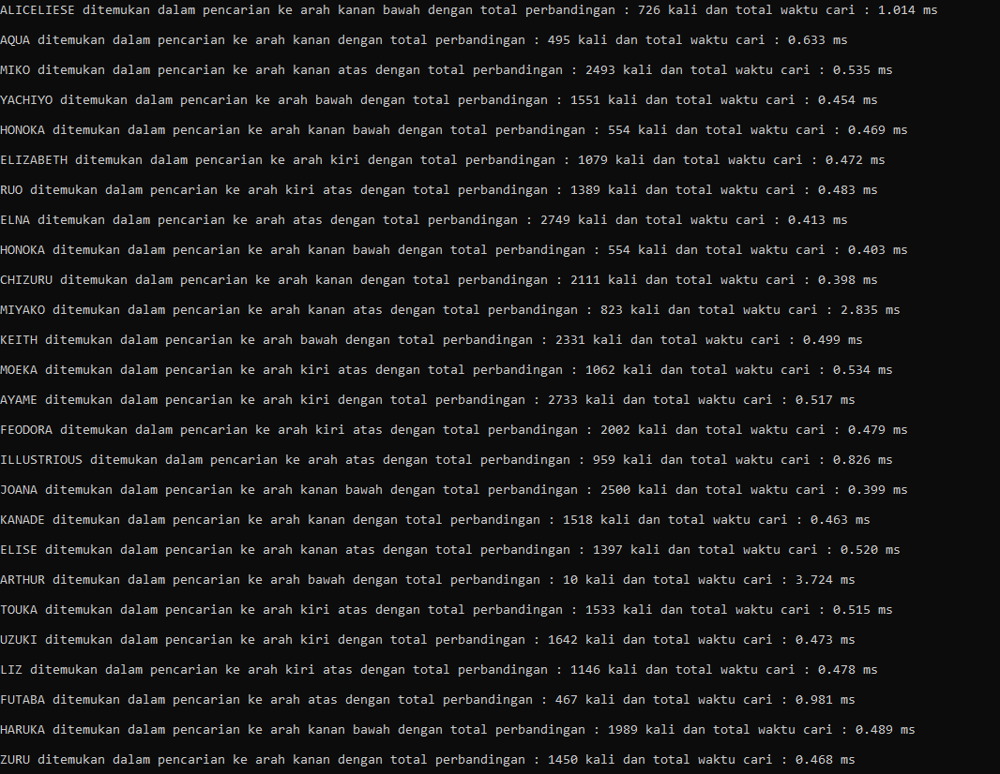 ALICELIESE ditemukan dalam pencarian ke arah kanan bawah dengan total perbandingan : 726 kali dan total waktu cari : 1.014 ms
AQUA ditemukan dalam pencarian ke arah kanan dengan total perbandingan : 495 kali dan total waktu cari : 0.633 ms
MIKO ditemukan dalam pencarian ke arah kanan atas dengan total perbandingan : 2493 kali dan total waktu cari : 0.535 ms
YACHIYO ditemukan dalam pencarian ke arah bawah dengan total perbandingan : 1551 kali dan total waktu cari : 0.454 ms
HONOKA ditemukan dalam pencarian ke arah kanan bawah dengan total perbandingan : 554 kali dan total waktu cari : 0.469 ms
ELIZABETH ditemukan dalam pencarian ke arah kiri dengan total perbandingan : 1079 kali dan total waktu cari : 0.472 ms
RUO ditemukan dalam pencarian ke arah kiri atas dengan total perbandingan : 1389 kali dan total waktu cari : 0.483 ms
ELNA ditemukan dalam pencarian ke arah atas dengan total perbandingan : 2749 kali dan total waktu cari : 0.413 ms
HONOKA ditemukan dalam pencarian ke arah kanan bawah dengan total perbandingan : 554 kali dan total waktu cari : 0.403 ms
CHIZURU ditemukan dalam pencarian ke arah kanan dengan total perbandingan : 2111 kali dan total waktu cari : 0.398 ms
MIYAKO ditemukan dalam pencarian ke arah kanan atas dengan total perbandingan : 823 kali dan total waktu cari : 2.835 ms
KEITH ditemukan dalam pencarian ke arah bawah dengan total perbandingan : 2331 kali dan total waktu cari : 0.499 ms
MOEKA ditemukan dalam pencarian ke arah kiri atas dengan total perbandingan : 1062 kali dan total waktu cari : 0.534 ms
AYAME ditemukan dalam pencarian ke arah kiri dengan total perbandingan : 2733 kali dan total waktu cari : 0.517 ms
FEODORA ditemukan dalam pencarian ke arah kiri atas dengan total perbandingan : 2002 kali dan total waktu cari : 0.479 ms
ILLUSTRIOUS ditemukan dalam pencarian ke arah atas dengan total perbandingan : 959 kali dan total waktu cari : 0.826 ms
JOANA ditemukan dalam pencarian ke arah kanan bawah dengan total perbandingan : 2500 kali dan total waktu cari : 0.399 ms
KANADE ditemukan dalam pencarian ke arah kanan dengan total perbandingan : 1518 kali dan total waktu cari : 0.463 ms
ELISE ditemukan dalam pencarian ke arah kanan atas dengan total perbandingan : 1397 kali dan total waktu cari : 0.520 ms
ARTHUR ditemukan dalam pencarian ke arah bawah dengan total perbandingan : 10 kali dan total waktu cari : 3.724 ms
TOUKA ditemukan dalam pencarian ke arah kiri atas dengan total perbandingan : 1533 kali dan total waktu cari : 0.515 ms
UZUKI ditemukan dalam pencarian ke arah kiri dengan total perbandingan : 1642 kali dan total waktu cari : 0.473 ms
LIZ ditemukan dalam pencarian ke arah kiri atas dengan total perbandingan : 1146 kali dan total waktu cari : 0.478 ms
FUTABA ditemukan dalam pencarian ke arah atas dengan total perbandingan : 467 kali dan total waktu cari : 0.981 ms
HARUKA ditemukan dalam pencarian ke arah kanan bawah dengan total perbandingan : 1989 kali dan total waktu cari : 0.489 ms
ZURU ditemukan dalam pencarian ke arah kanan dengan total perbandingan : 1450 kali dan total waktu cari : 0.468 ms